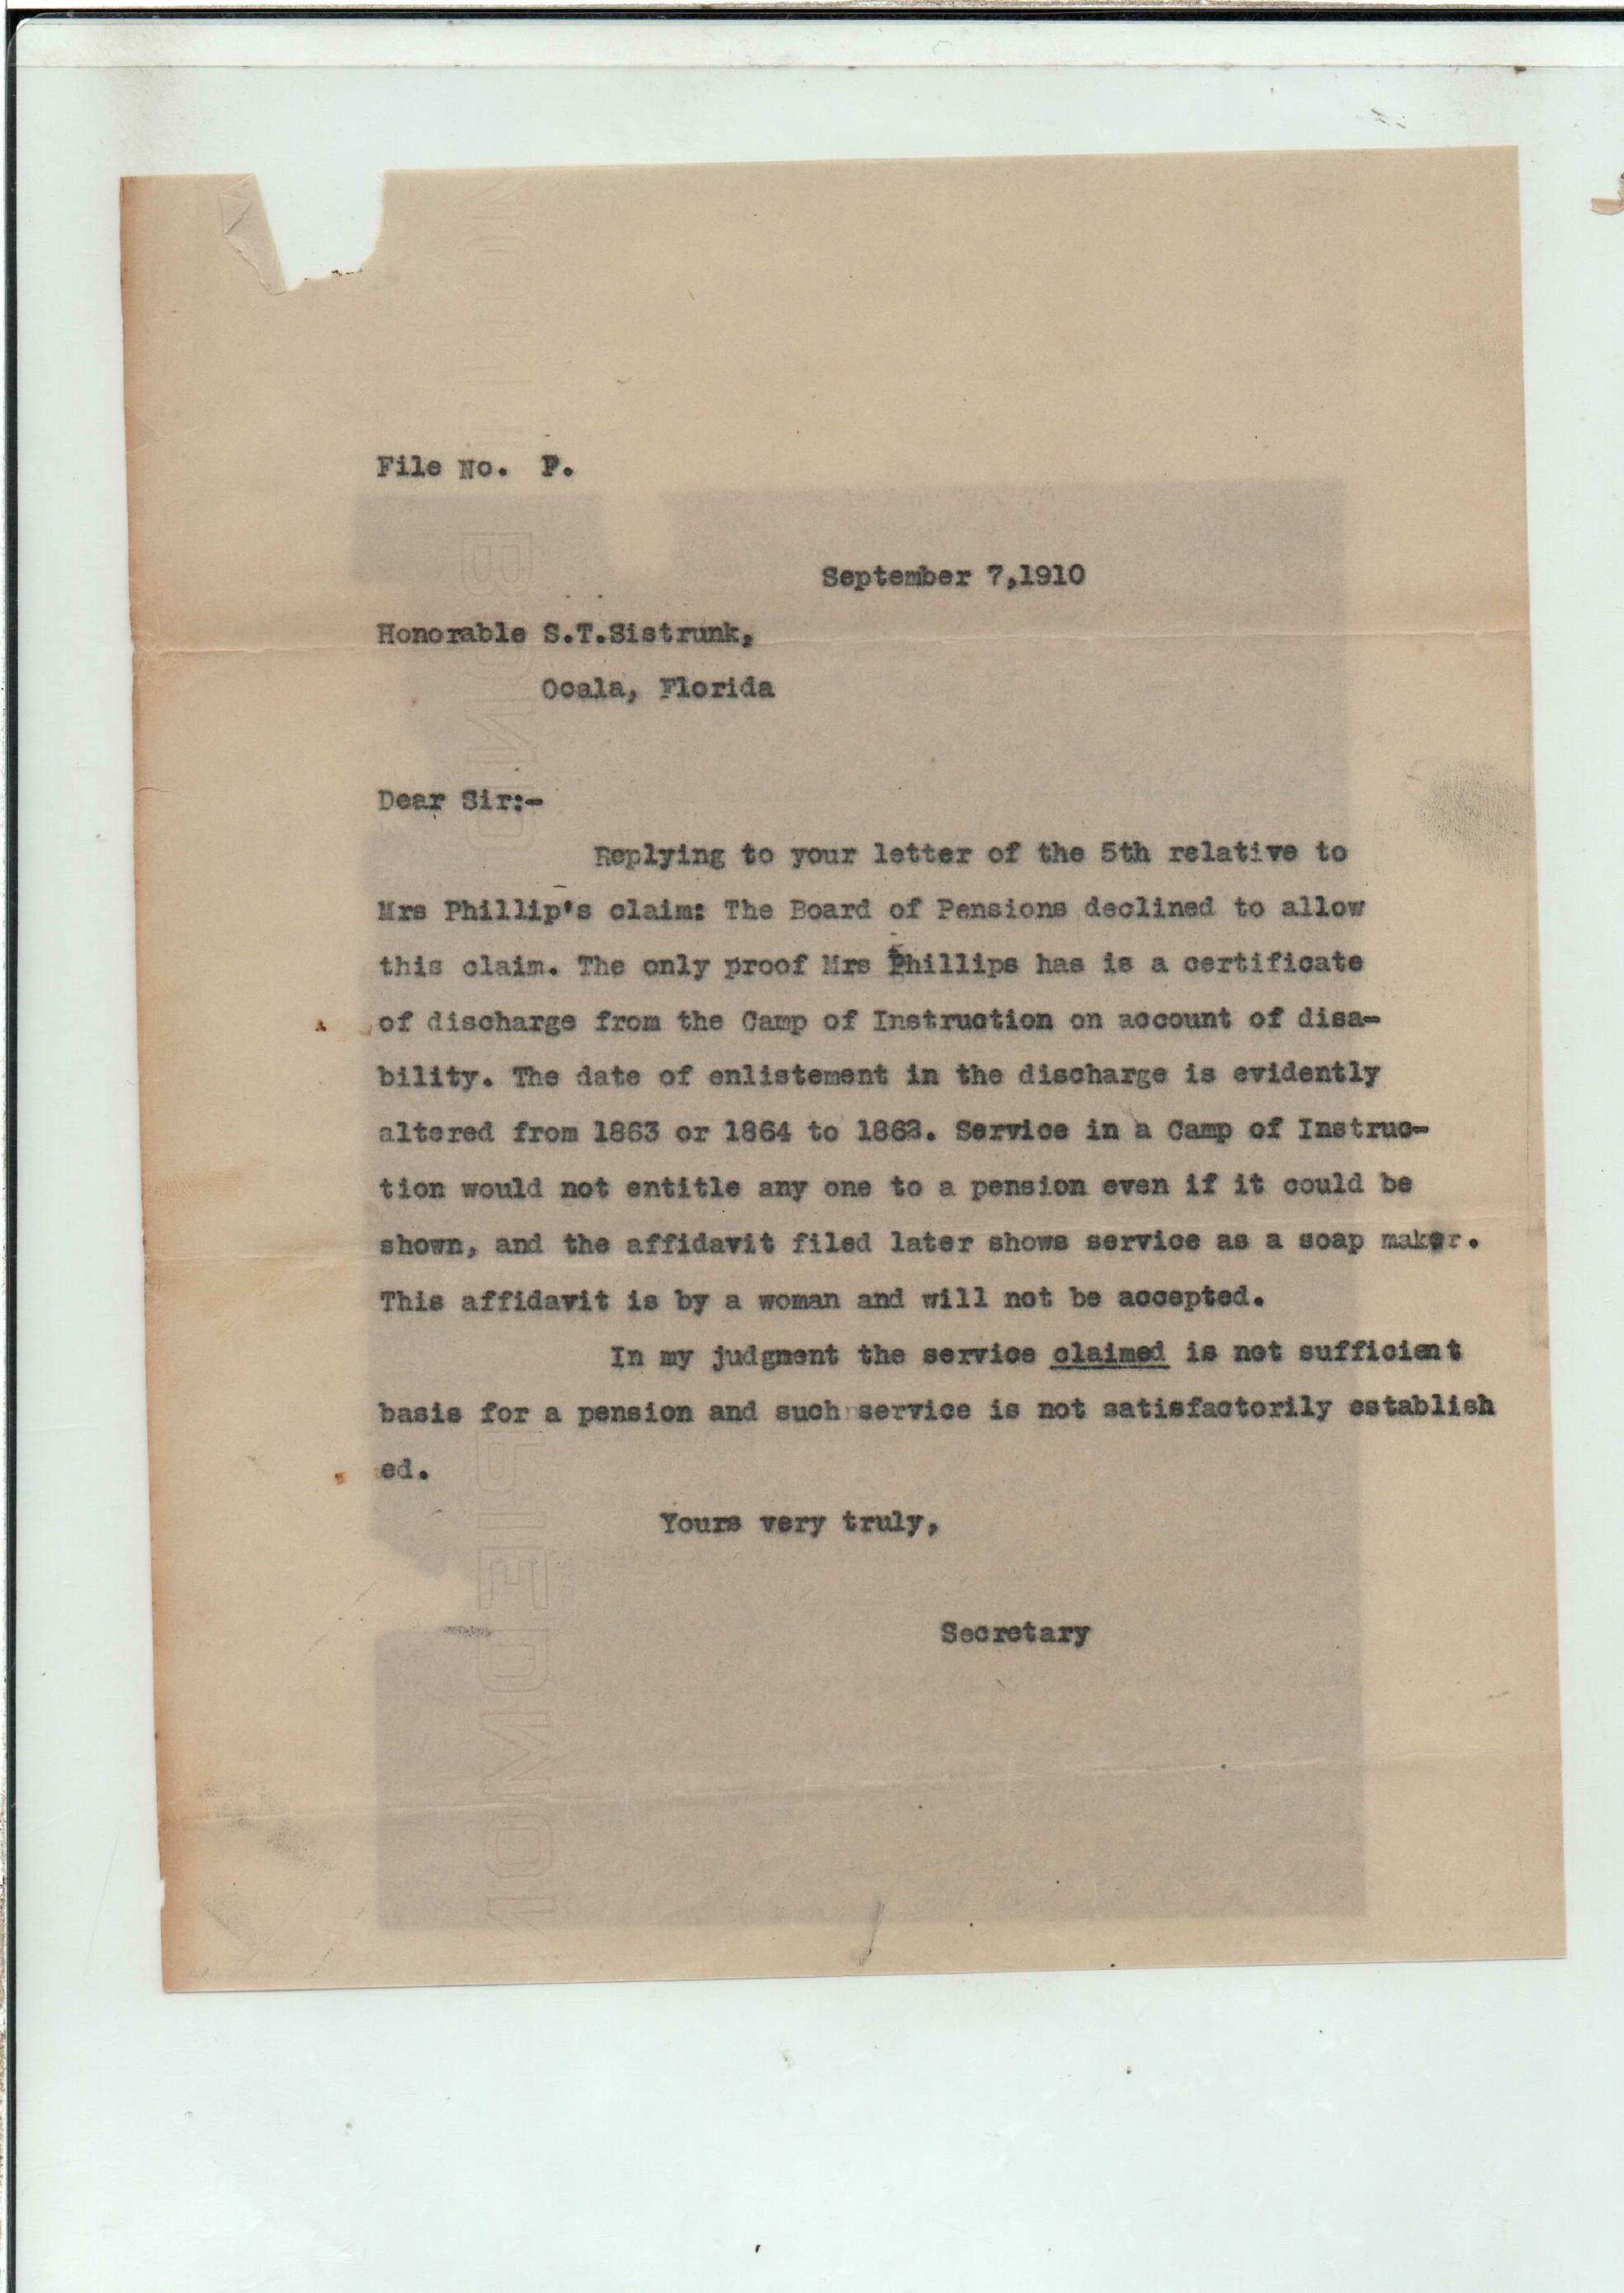 File No. P.
September 7,1910
Honorable S.T.Sistrunk,
Ocala, Florida
Dear Sir:-
Replying to your letter of the 5th relative to
Mrs Phillip's claim: The Board of Pensions declined to allow
this claim. The only proof Mrs Phillips has is a certificate
of discharge from the Camp of Instruction on account of disa-
bility. The date of enlistement in the discharge is evidently
altered from 1863 or 1864 to 1862. Service in a Camp of Instruc-
tion would not entitle any one to a pension even if it could be
shown, and the affidavit filed later shows service as a soap maker.
This affidavit is by a woman and will not be accepted.
In my judgment the service claimed is not sufficient
basis for a pension and such service is not satisfactorily establish
ed.
Yours very truly,
Secretary